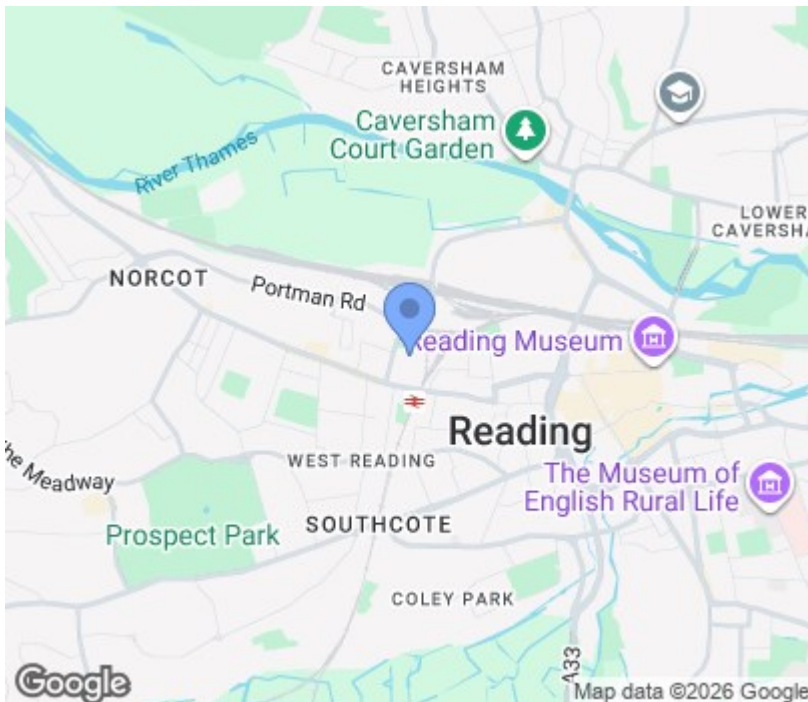 CAVERSHAM
HEIGHTS
Caversham
Court Garden
River Thames
LOWER
CAVERSHA
NORCOT
Portman Rd
Reading Museum
Reading
The Meadway
WEST READING
The Museum of
English Rural Life
SOUTHCOTE
Prospect Park
COLEY PARK
A33
Google
Map data ©2026 Google